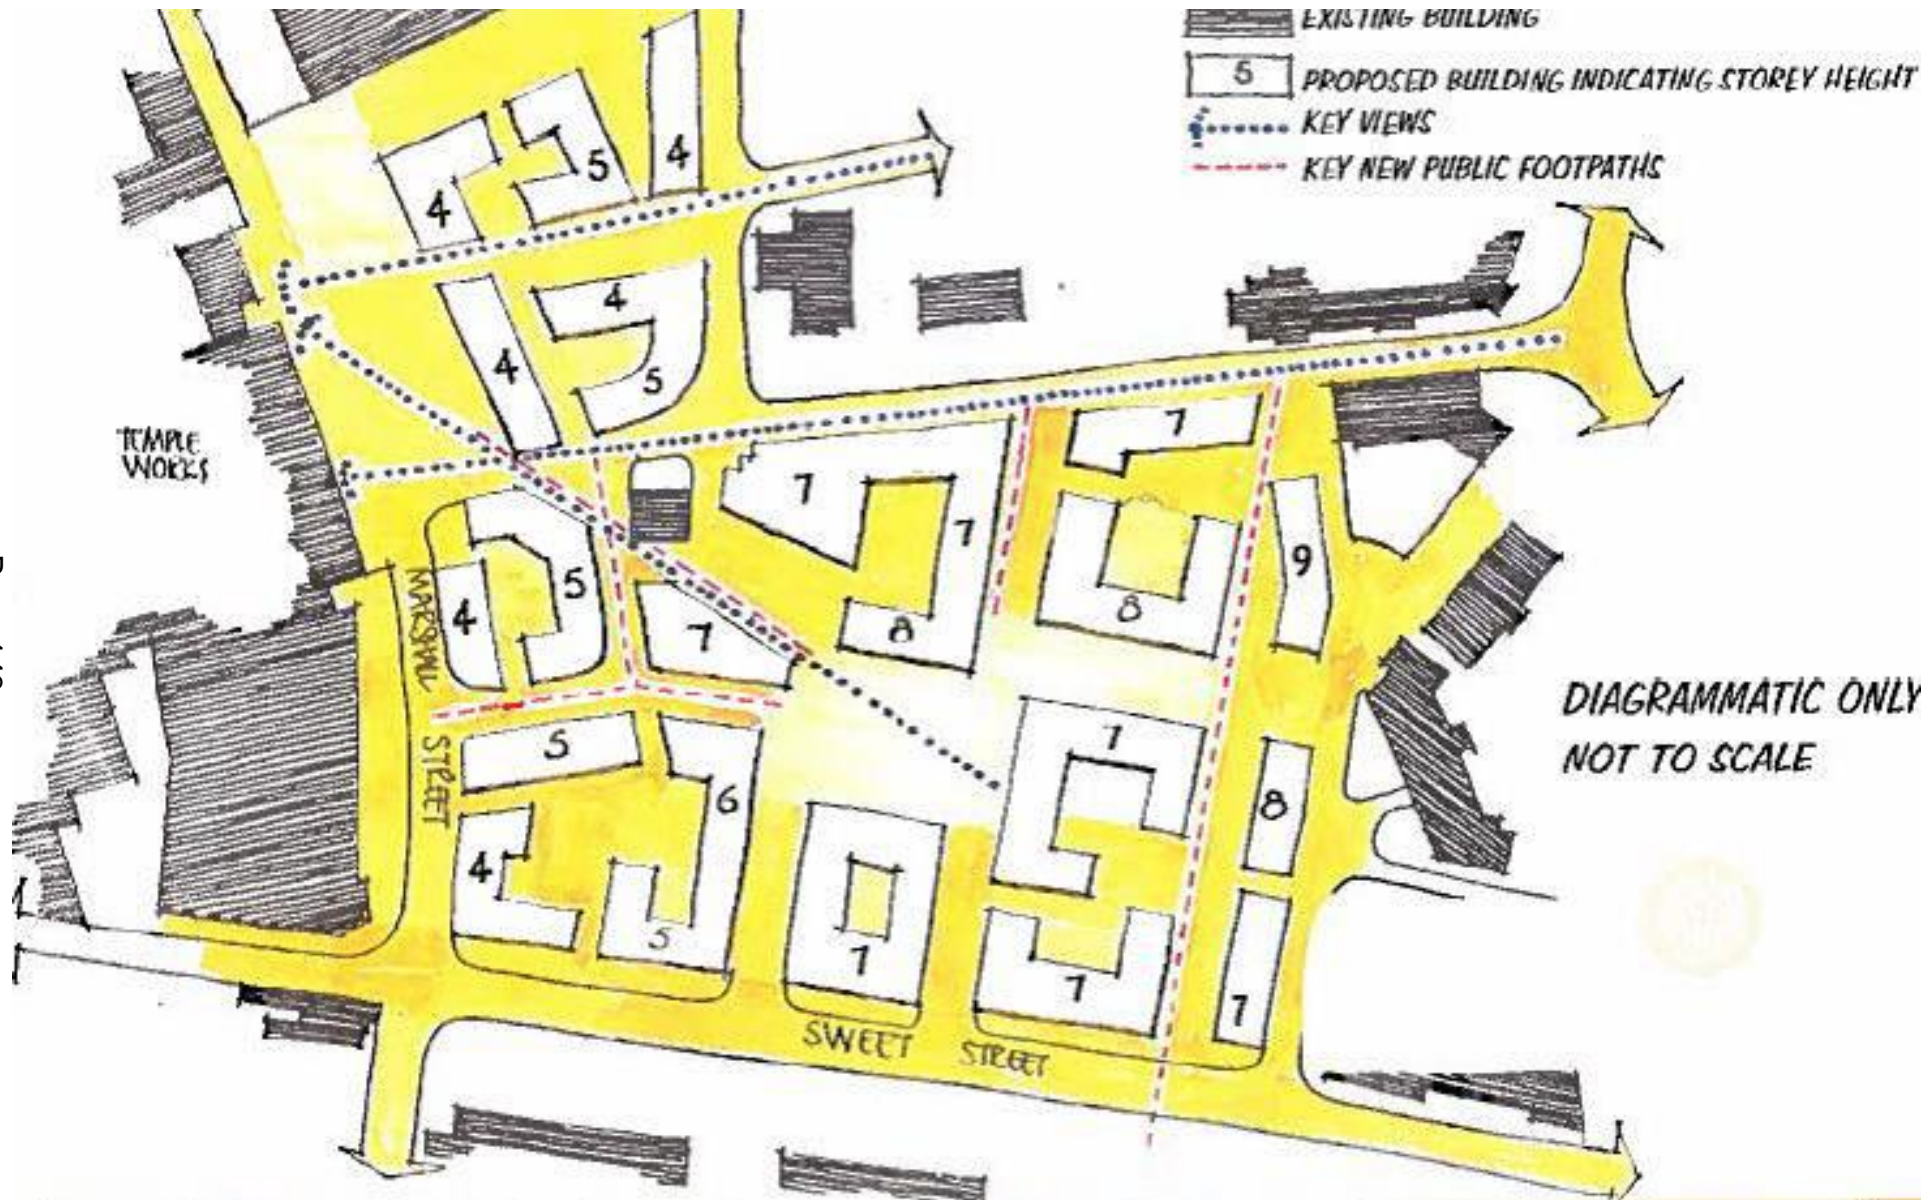 EXISTING BUILDING
5 PROPOSED BUILDING INDICATING STOREY HEIGHT
KEY VIEWS
KEY NEW PUBLIC FOOTPATHS
4
5
4
4
4
5
TEMPLE
WORKS
7
7
8
7
8
9
4
5
7
MARSHALL
STREET
5
6
4
5
7
7
7
8
7
DIAGRAMMATIC ONLY
NOT TO SCALE
SWEET STREET